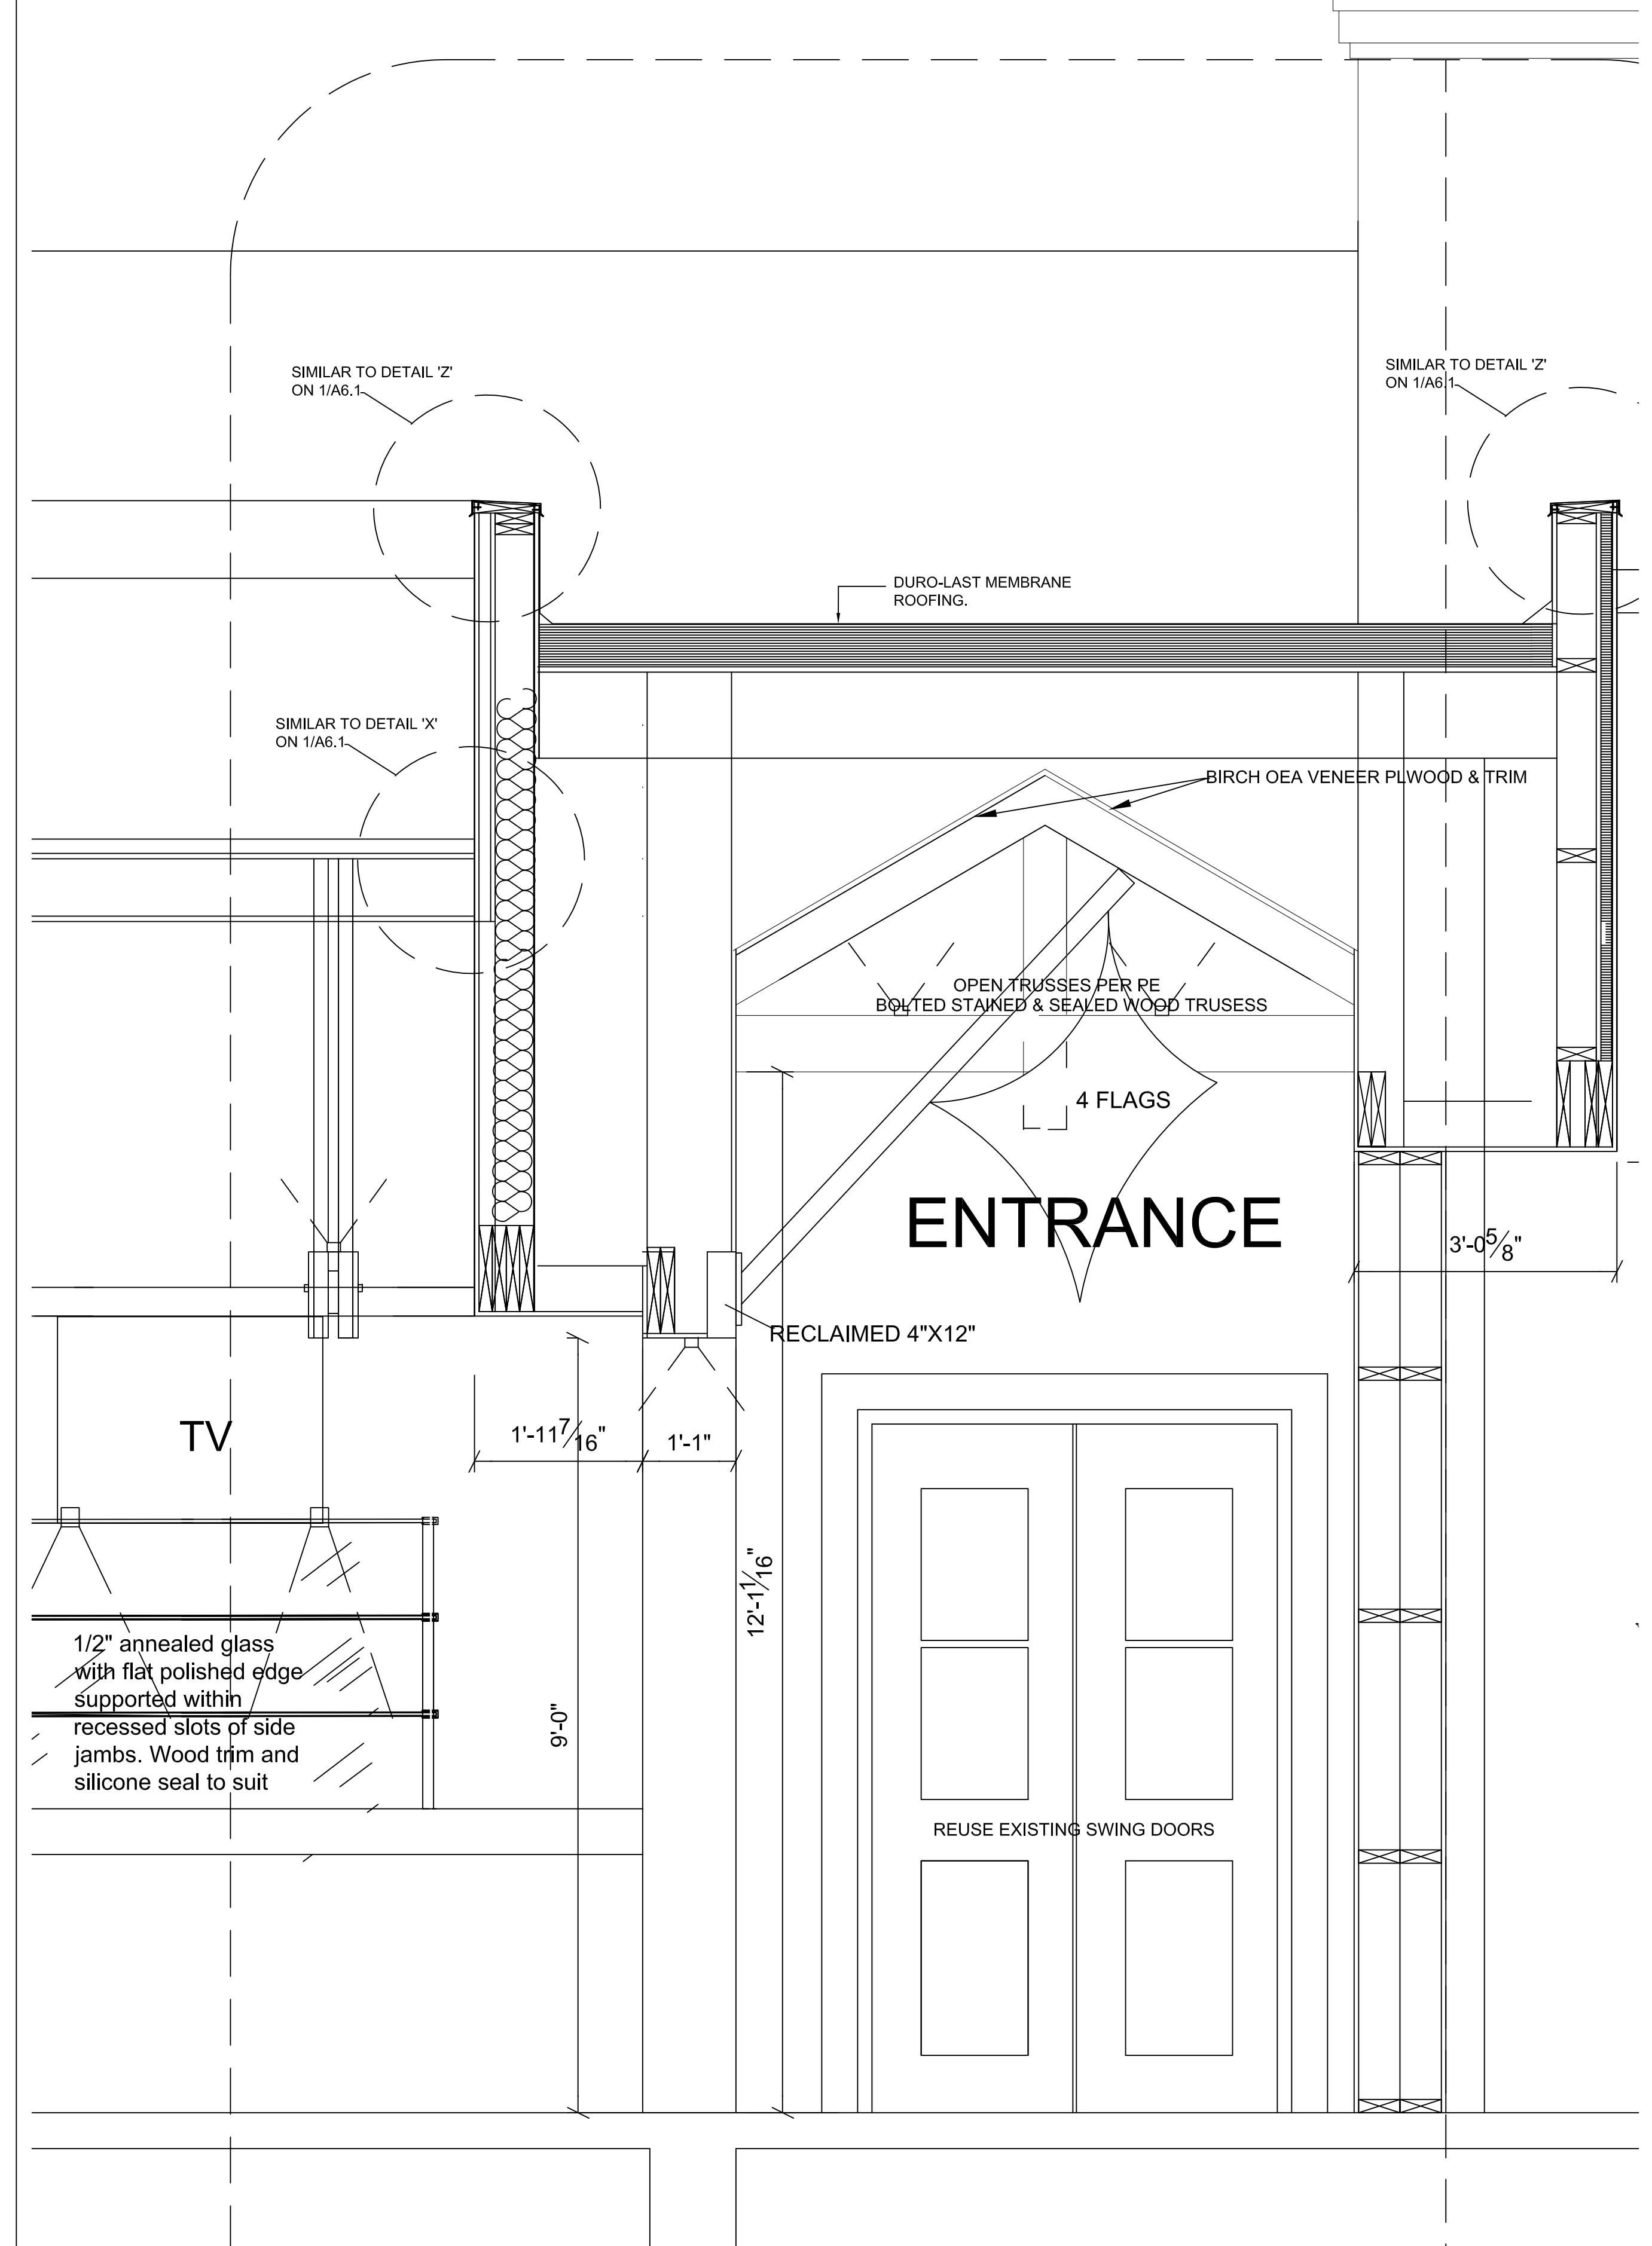 SIMILAR TO DETAIL 'Z'
ON 1/A6.1
SIMILAR TO DETAIL 'Z'
ON 1/A6.1
DURO-LAST MEMBRANE
ROOFING.
SIMILAR TO DETAIL 'X'
ON 1/A6.1
BIRCH OEA VENEER PLWOOD & TRIM
OPEN TRUSSES PER PE
BOLTED STAINED & SEALED WOOD TRUSESS
4 FLAGS
ENTRANCE
3'-0 5/8"
RECLAIMED 4"X12"
TV
1'-11 7/16"
1'-1"
12'-1 1/16"
9'-0"
1/2" annealed glass
with flat polished edge
supported within
recessed slots of side
jambs. Wood trim and
silicone seal to suit
REUSE EXISTING SWING DOORS